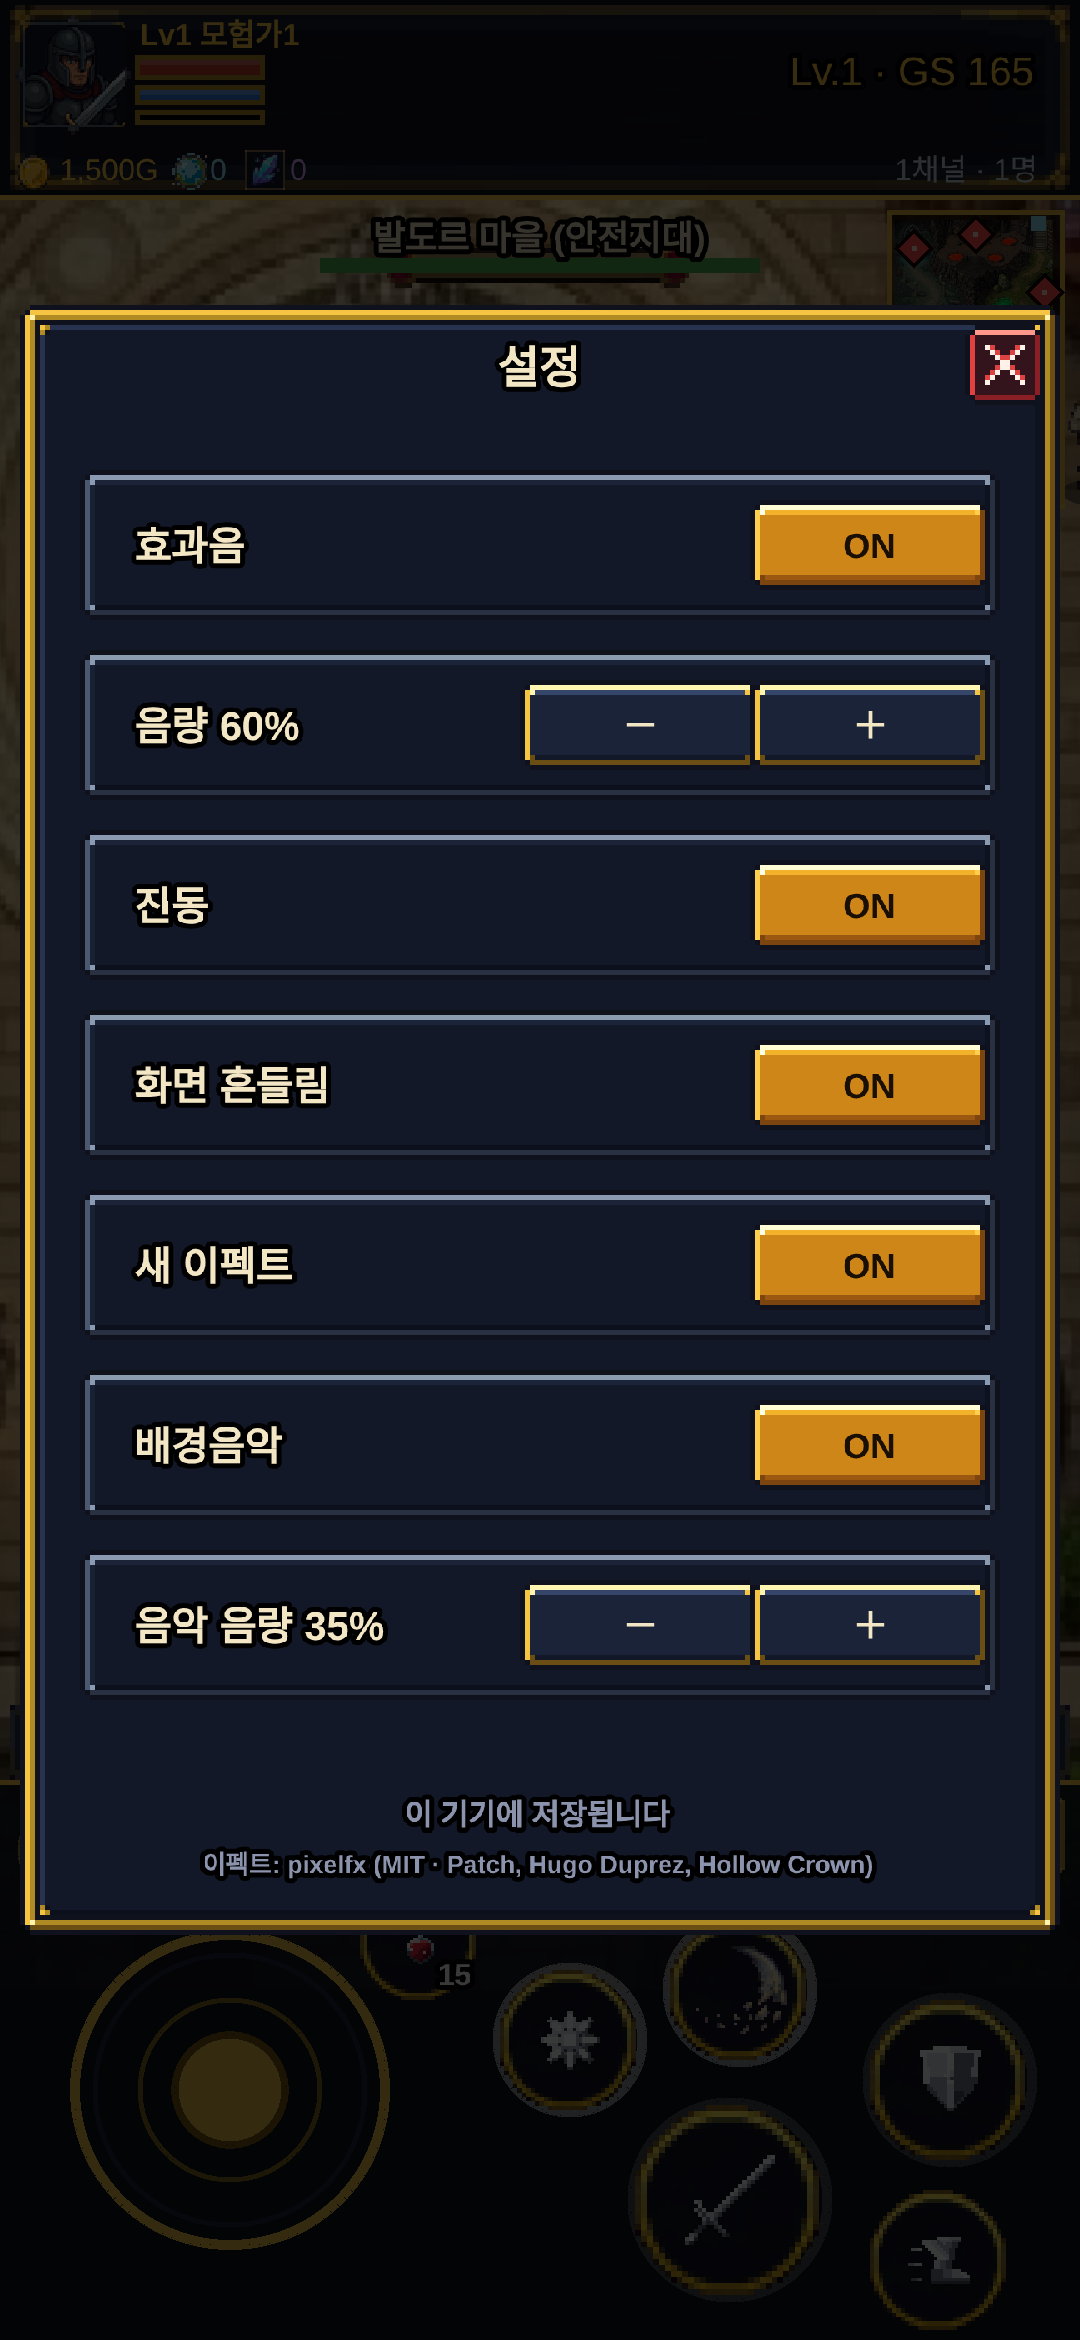 Lv1 모험가1
Lv.1 · GS 165
1,500G 0 0
1채널 · 1명
발도르 마을 (안전지대)
설정
효과음 ON
음량 60% − +
진동 ON
화면 흔들림 ON
새 이펙트 ON
배경음악 ON
음악 음량 35% − +
이 기기에 저장됩니다
이펙트: pixelfx (MIT · Patch, Hugo Duprez, Hollow Crown)
15